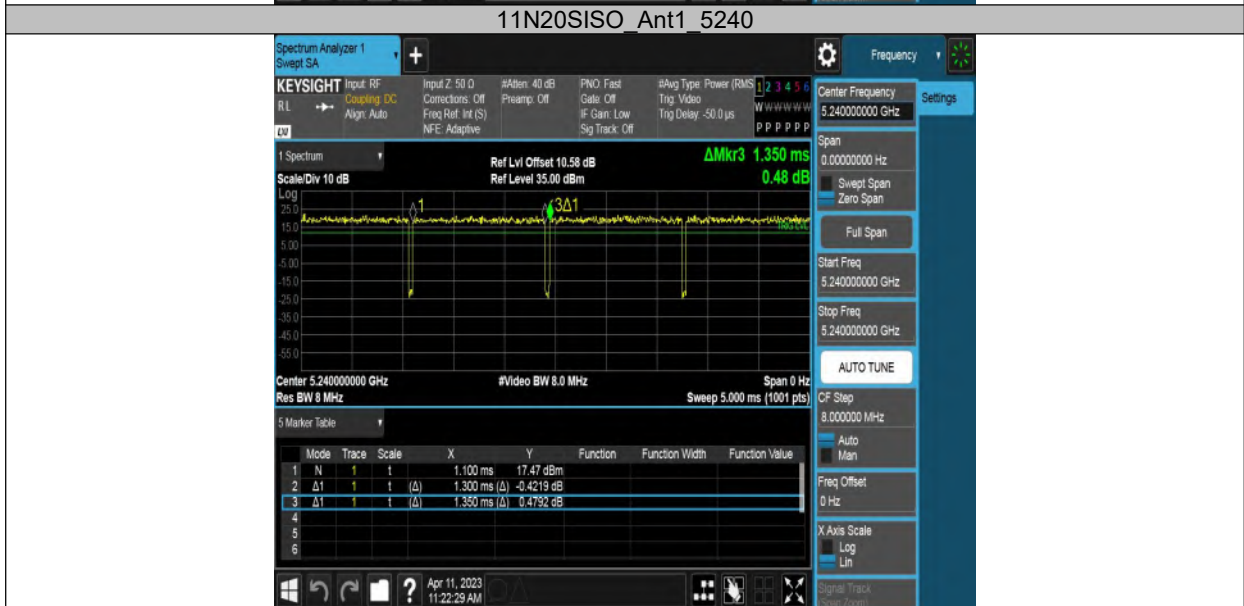 11N20SISO_Ant1_5240
Spectrum Analyzer 1
Swept SA
+
Frequency
KEYSIGHT Input: RF Input Z: 50 Ω #Atten: 40 dB PNO: Fast #Avg Type: Power (RMS 1 2 3 4 5 6
RL Coupling: DC Corrections: Off Preamp: Off Gate: Off Trig: Video W W W W W W
Align: Auto Freq Ref: Int (S) IF Gain: Low Trig Delay: -50.0 µs
NFE: Adaptive Sig Track: Off P P P P P P
Center Frequency
5.240000000 GHz
Settings
Span
0.00000000 Hz
Swept Span
Zero Span
Full Span
Start Freq
5.240000000 GHz
Stop Freq
5.240000000 GHz
AUTO TUNE
CF Step
8.000000 MHz
Auto
Man
Freq Offset
0 Hz
X Axis Scale
Log
Lin
Signal Track
(Span Zoom)
1 Spectrum
Ref Lvl Offset 10.58 dB ΔMkr3 1.350 ms
Scale/Div 10 dB Ref Level 35.00 dBm 0.48 dB
Log
25.0
15.0
5.00
-5.00
-15.0
-25.0
-35.0
-45.0
-55.0
1
3Δ1
TRIG LVL
Center 5.240000000 GHz #Video BW 8.0 MHz Span 0 Hz
Res BW 8 MHz Sweep 5.000 ms (1001 pts)
5 Marker Table
Mode Trace Scale X Y Function Function Width Function Value
1 N 1 t 1.100 ms 17.47 dBm
2 Δ1 1 t (Δ) 1.300 ms (Δ) -0.4219 dB
3 Δ1 1 t (Δ) 1.350 ms (Δ) 0.4792 dB
4
5
6
? Apr 11, 2023
11:22:29 AM